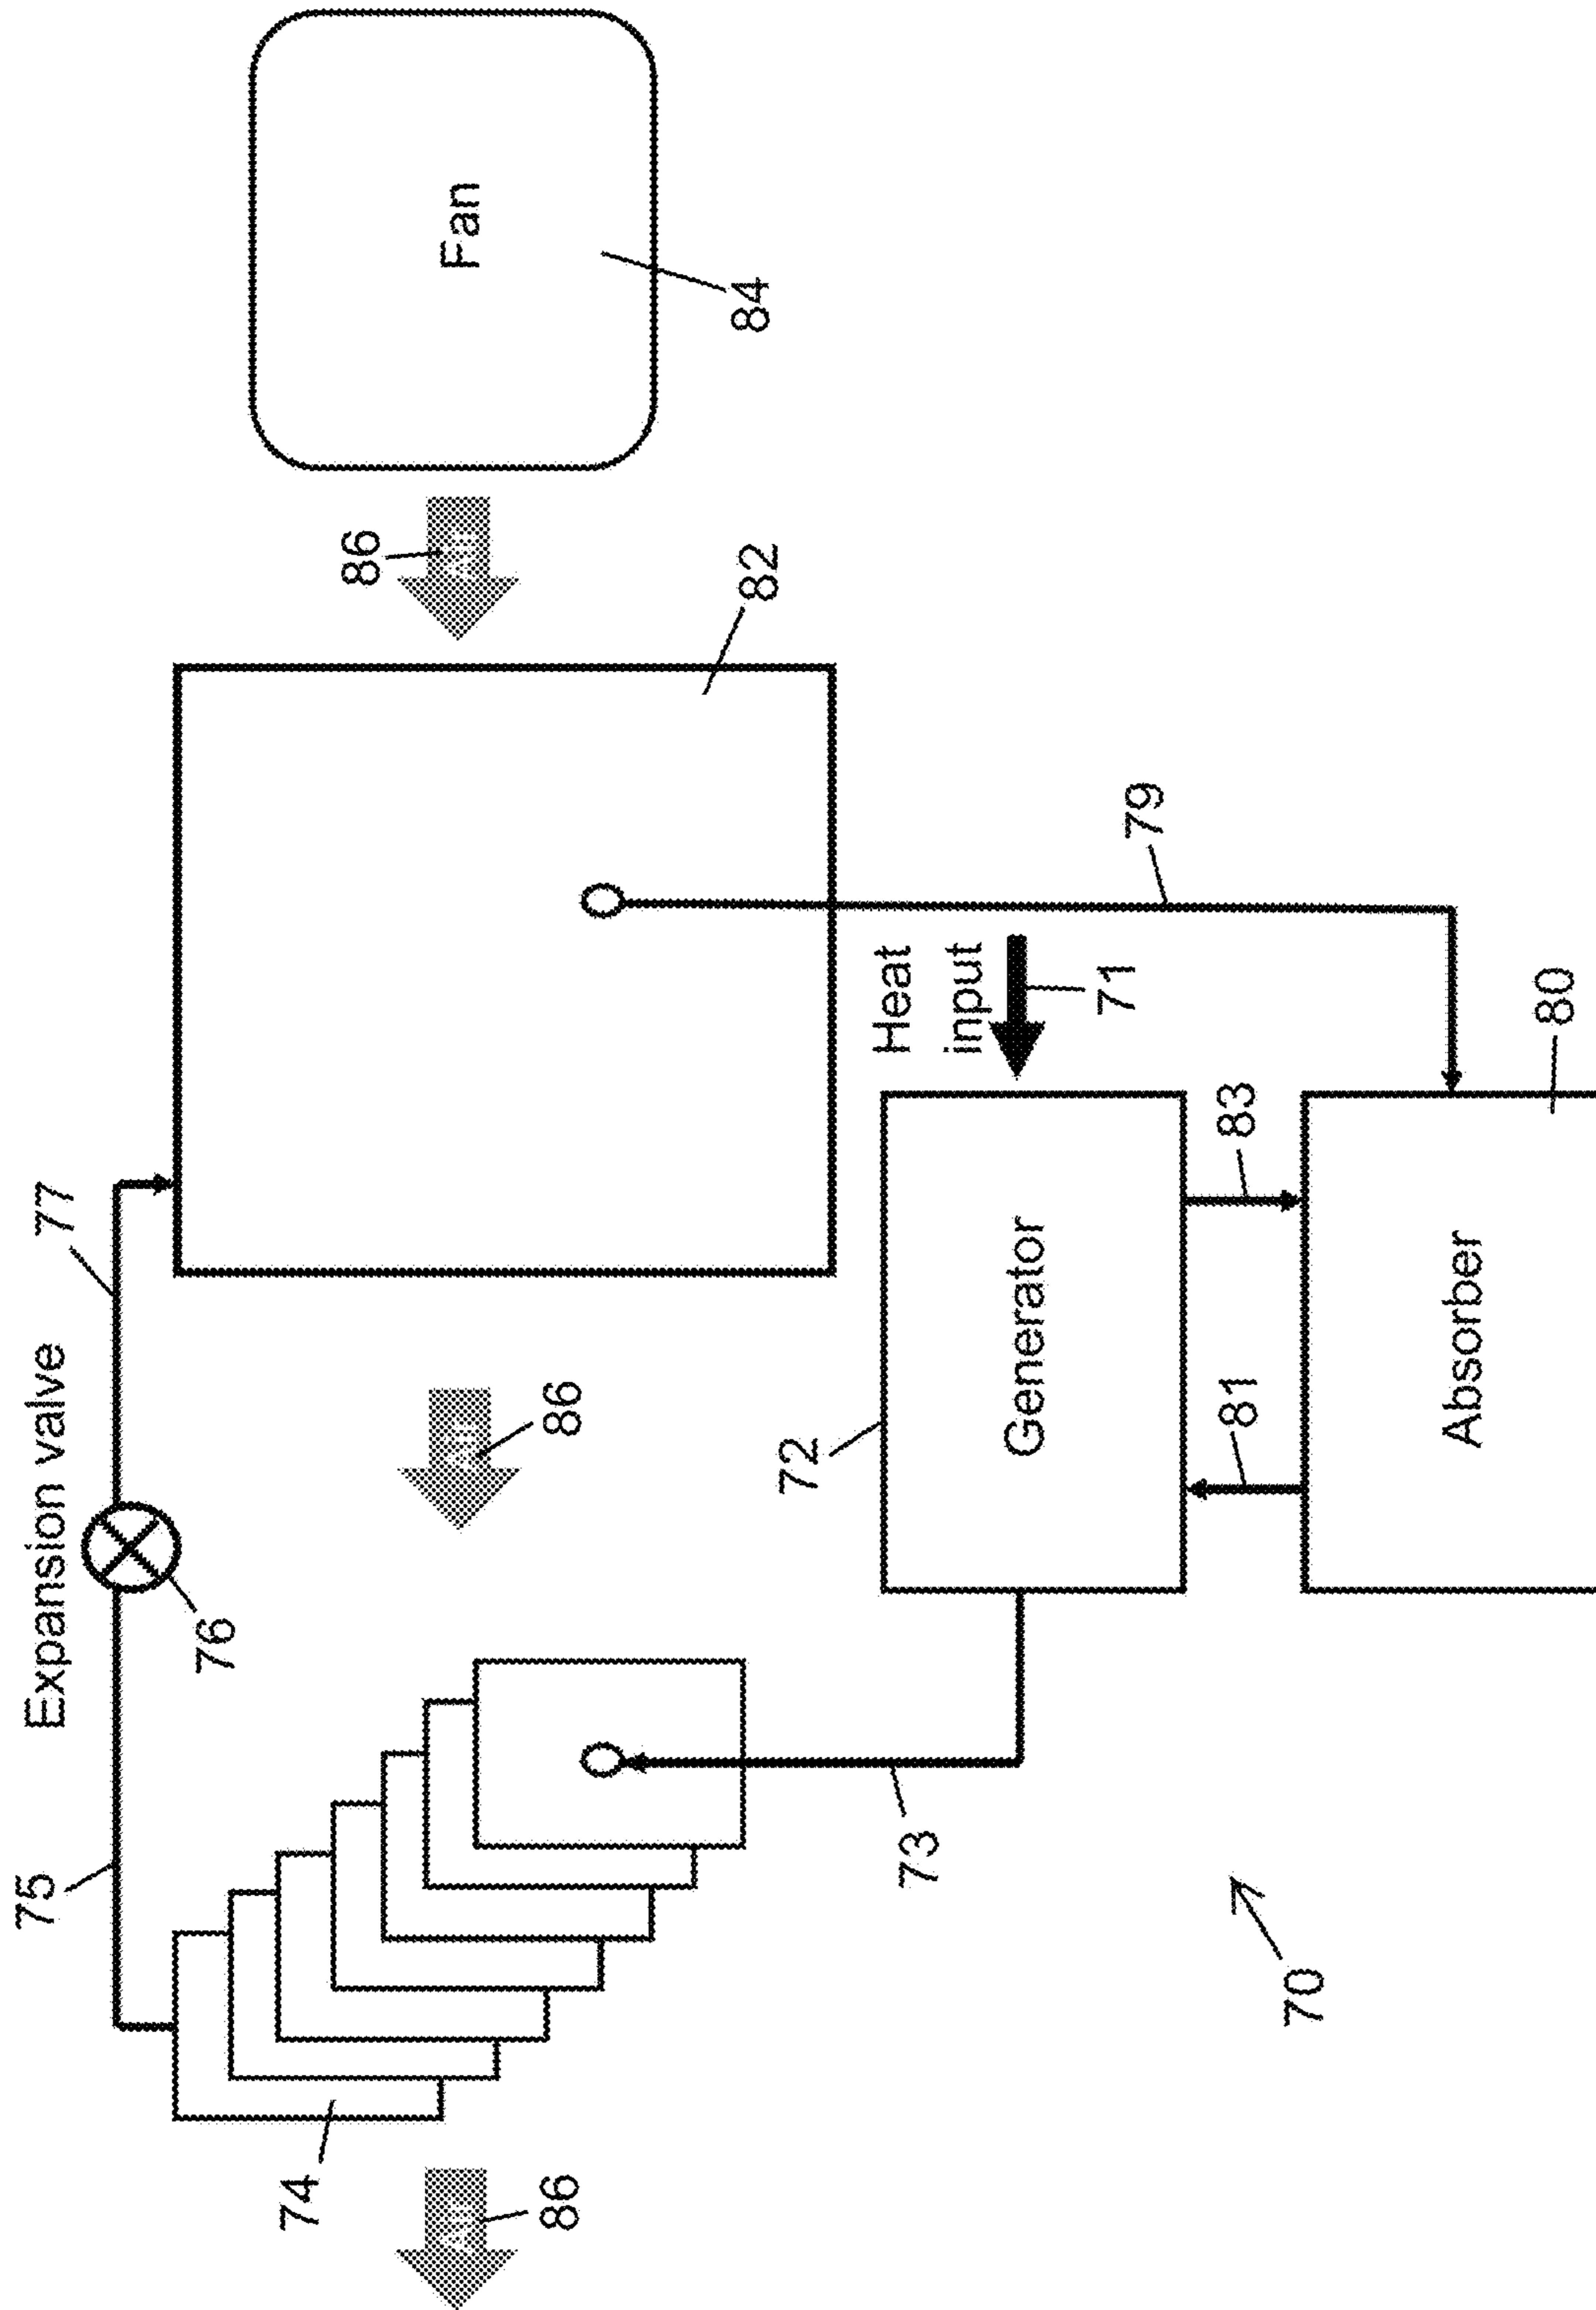 75
Expansion valve
77
76
74
86
Fan
86
86
84
82
72
Heat
input
73
Generator
71
79
81
83
70
Absorber
80